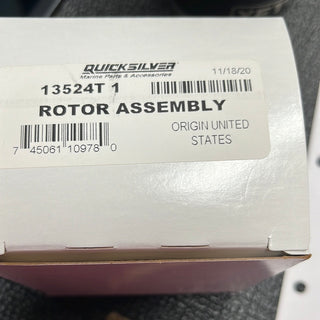 QUICKSILVER
Marine Parts & Accessories
11/18/20
13524T 1
ROTOR ASSEMBLY
ORIGIN UNITED
STATES
7 45061 10978 0